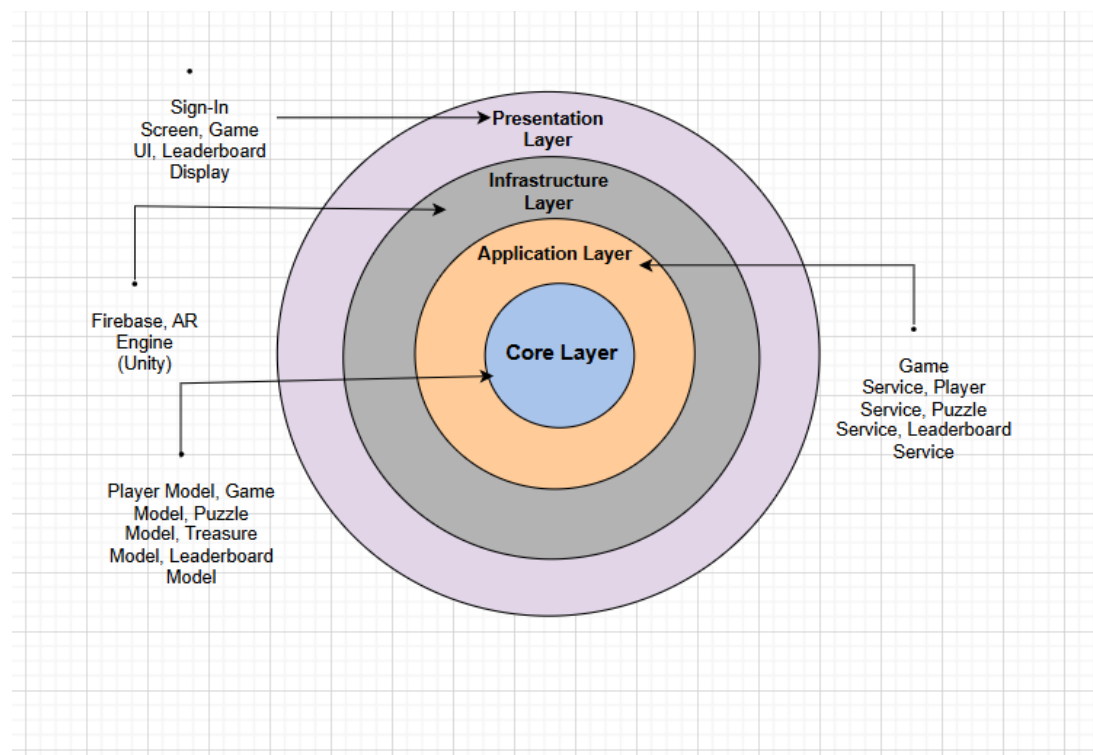 Sign-In
Screen, Game
UI, Leaderboard
Display
Presentation
Layer
Infrastructure
Layer
Application Layer
Core Layer
Firebase, AR
Engine
(Unity)
Game
Service, Player
Service, Puzzle
Service, Leaderboard
Service
Player Model, Game
Model, Puzzle
Model, Treasure
Model, Leaderboard
Model